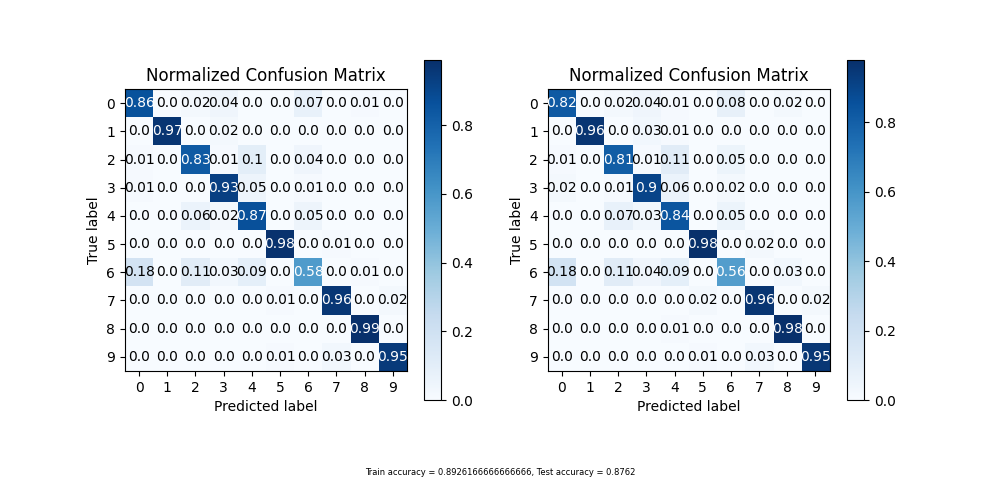 Normalized Confusion Matrix
0 0.86 0.0 0.02 0.04 0.0 0.0 0.07 0.0 0.01 0.0
1 0.0 0.97 0.0 0.02 0.0 0.0 0.0 0.0 0.0 0.0
2 0.01 0.0 0.83 0.01 0.1 0.0 0.04 0.0 0.0 0.0
3 0.01 0.0 0.0 0.93 0.05 0.0 0.01 0.0 0.0 0.0
4 0.0 0.0 0.06 0.02 0.87 0.0 0.05 0.0 0.0 0.0
5 0.0 0.0 0.0 0.0 0.0 0.98 0.0 0.01 0.0 0.0
6 0.18 0.0 0.11 0.03 0.09 0.0 0.58 0.0 0.01 0.0
7 0.0 0.0 0.0 0.0 0.0 0.01 0.0 0.96 0.0 0.02
8 0.0 0.0 0.0 0.0 0.0 0.0 0.0 0.0 0.99 0.0
9 0.0 0.0 0.0 0.0 0.0 0.01 0.0 0.03 0.0 0.95
0 1 2 3 4 5 6 7 8 9
True label
Predicted label
0.8
0.6
0.4
0.2
0.0
Normalized Confusion Matrix
0 0.82 0.0 0.02 0.04 0.01 0.0 0.08 0.0 0.02 0.0
1 0.0 0.96 0.0 0.03 0.01 0.0 0.0 0.0 0.0 0.0
2 0.01 0.0 0.81 0.01 0.11 0.0 0.05 0.0 0.0 0.0
3 0.02 0.0 0.01 0.9 0.06 0.0 0.02 0.0 0.0 0.0
4 0.0 0.0 0.07 0.03 0.84 0.0 0.05 0.0 0.0 0.0
5 0.0 0.0 0.0 0.0 0.0 0.98 0.0 0.02 0.0 0.0
6 0.18 0.0 0.11 0.04 0.09 0.0 0.56 0.0 0.03 0.0
7 0.0 0.0 0.0 0.0 0.0 0.02 0.0 0.96 0.0 0.02
8 0.0 0.0 0.0 0.0 0.01 0.0 0.0 0.0 0.98 0.0
9 0.0 0.0 0.0 0.0 0.0 0.01 0.0 0.03 0.0 0.95
0 1 2 3 4 5 6 7 8 9
True label
Predicted label
0.8
0.6
0.4
0.2
0.0
Train accuracy = 0.8926166666666666, Test accuracy = 0.8762